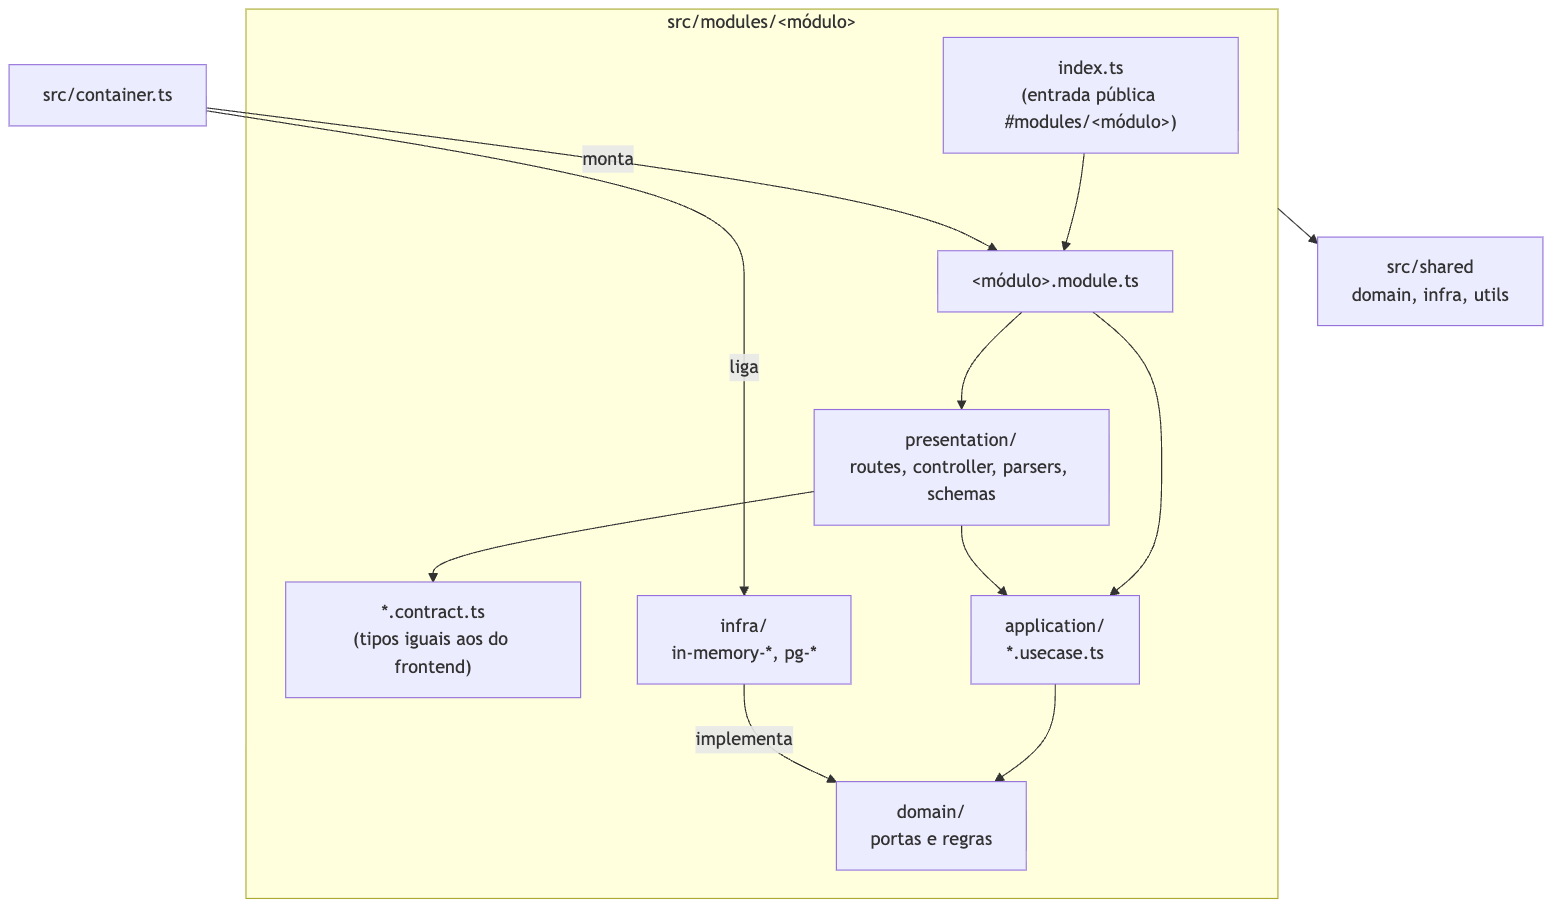 src/modules/<módulo>
index.ts
(entrada pública
#modules/<módulo>)
src/container.ts
monta
<módulo>.module.ts
src/shared
domain, infra, utils
liga
presentation/
routes, controller, parsers,
schemas
*.contract.ts
(tipos iguais aos do
frontend)
infra/
in-memory-*, pg-*
application/
*.usecase.ts
implementa
domain/
portas e regras